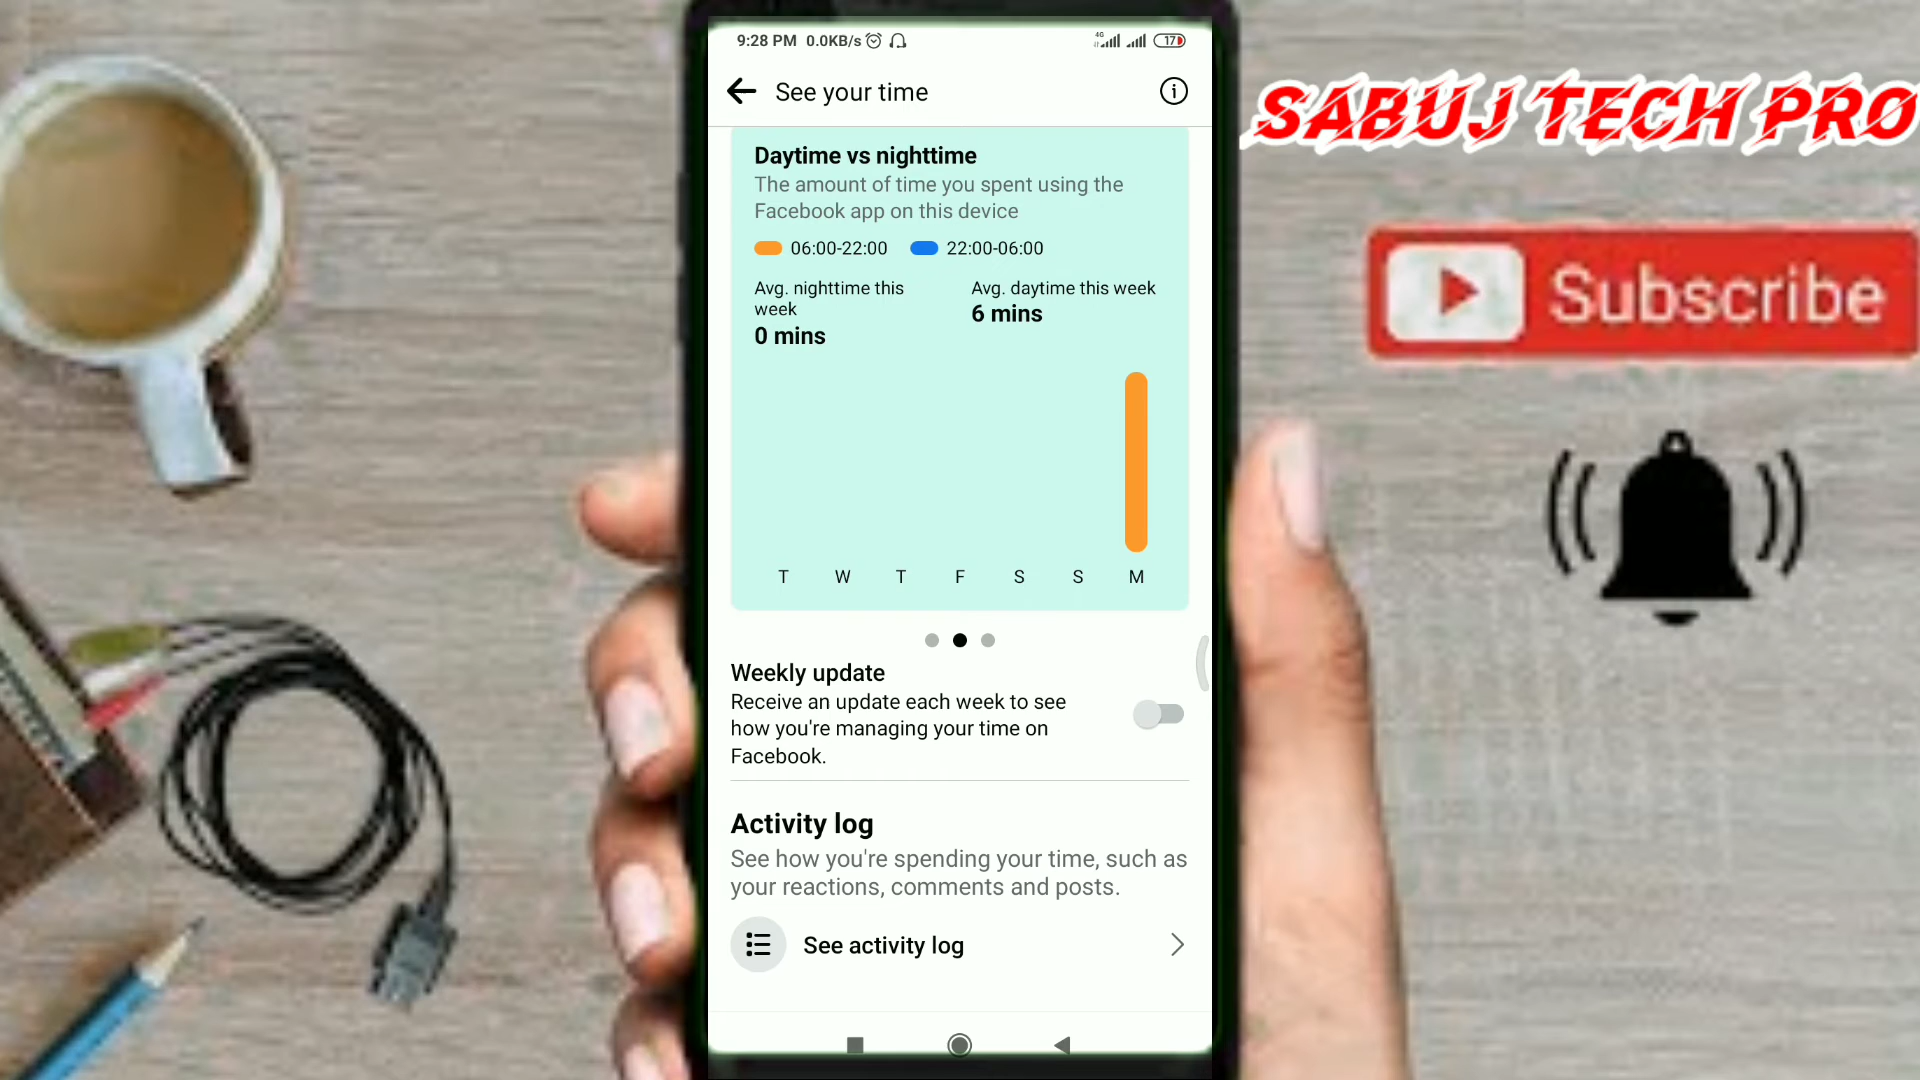 9:28 PM 0.0KB/s 4G 17
See your time
Daytime vs nighttime
The amount of time you spent using the
Facebook app on this device
06:00-22:00 22:00-06:00
Avg. nighttime this
week
0 mins
Avg. daytime this week
6 mins
T W T F S S M
Weekly update
Receive an update each week to see
how you're managing your time on
Facebook.
Activity log
See how you're spending your time, such as
your reactions, comments and posts.
See activity log
SABUJ TECH PRO
Subscribe